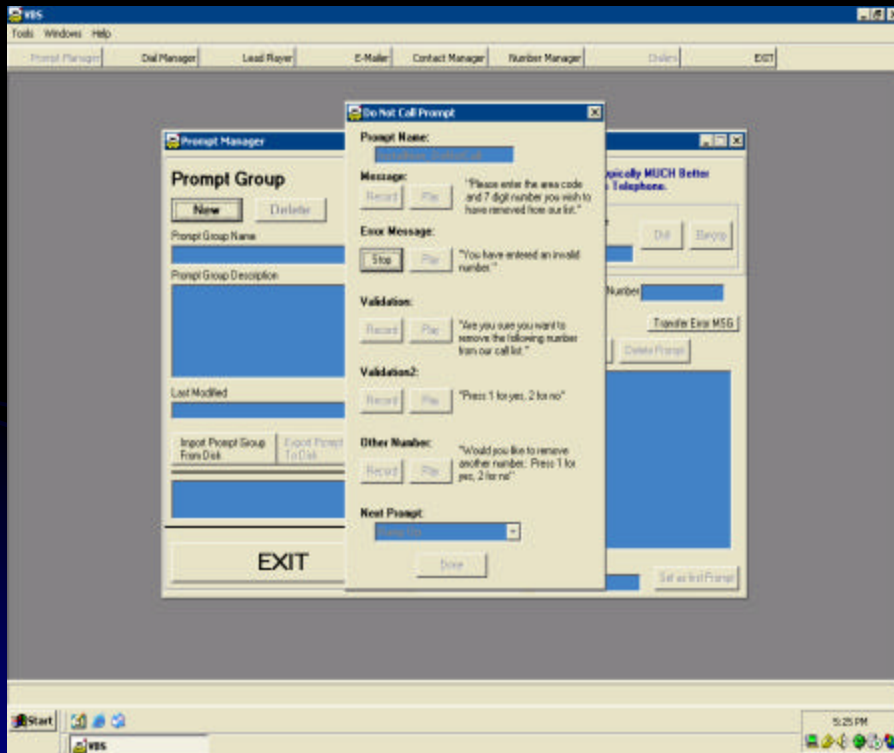 VBS
Tools Windows Help
Prompt Manager Dial Manager Lead Player E-Mailer Contact Manager Number Manager Dialers EXIT
Do Not Call Prompt
Prompt Name:
Message:
Record Play
"Please enter the area code
and 7 digit number you wish to
have removed from our list."
Error Message:
Stop Play
"You have entered an invalid
number."
Validation:
Record Play
"Are you sure you want to
remove the following number
from our call list."
Validation2:
Record Play
"Press 1 for yes, 2 for no"
Other Number:
Record Play
"Would you like to remove
another number. Press 1 for
yes, 2 for no"
Next Prompt:
Done
Prompt Manager
Prompt Group
New Delete
Prompt Group Name
Prompt Group Description
Last Modified
Import Prompt Group
From Disk
Export Prompt
To Disk
EXIT
typically MUCH Better
Telephone.
Dial Hangup
Number
Transfer Error MSG
Delete Prompt
Set as first Prompt
Start
5:25 PM
VBS